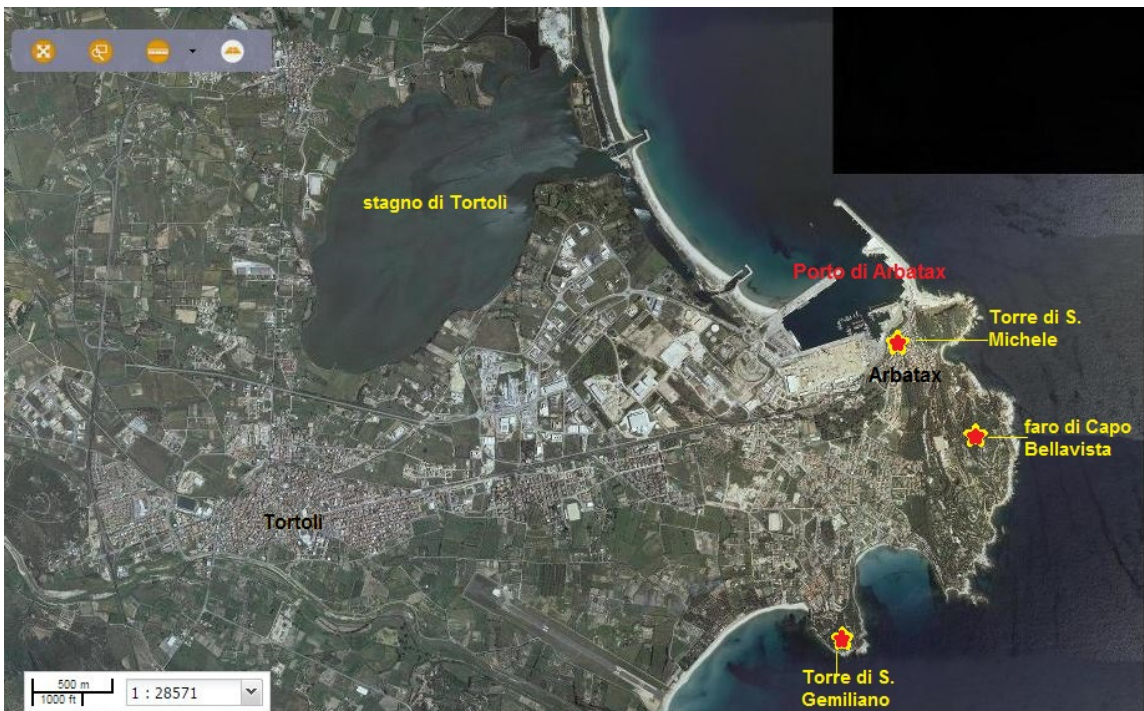 stagno di Tortolì
Porto di Arbatax
Torre di S.
Michele
Arbatax
faro di Capo
Bellavista
Tortolì
Torre di S.
Gemiliano
500 m
1000 ft
1 : 28571